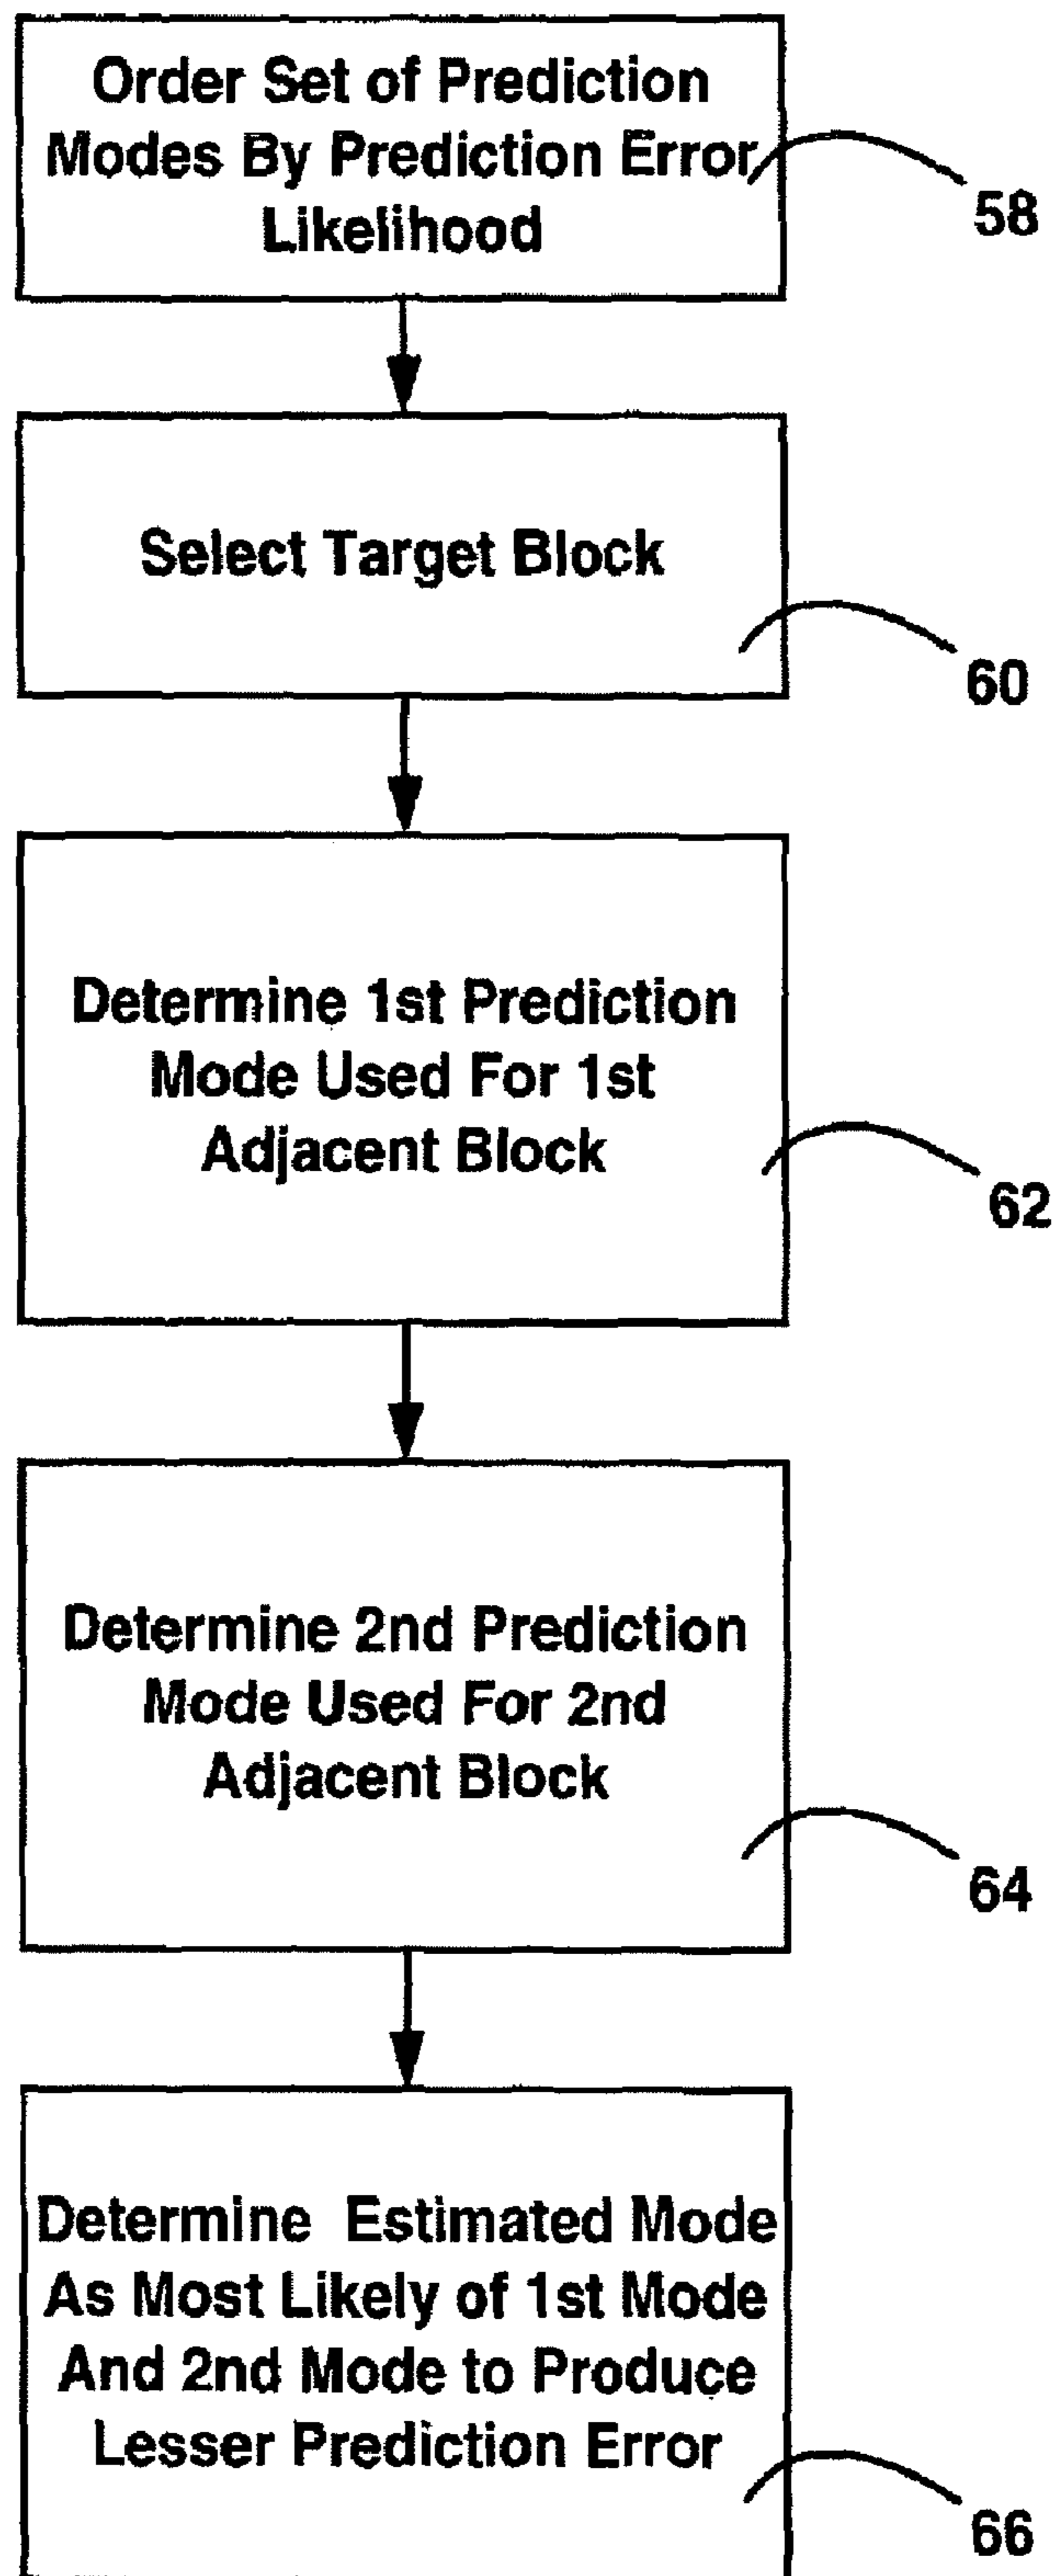 Order Set of Prediction
Modes By Prediction Error
Likelihood
58
Select Target Block
60
Determine 1st Prediction
Mode Used For 1st
Adjacent Block
62
Determine 2nd Prediction
Mode Used For 2nd
Adjacent Block
64
Determine Estimated Mode
As Most Likely of 1st Mode
And 2nd Mode to Produce
Lesser Prediction Error
66